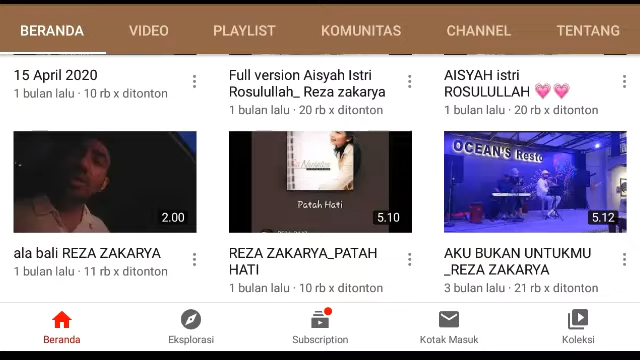 BERANDA VIDEO PLAYLIST KOMUNITAS CHANNEL TENTANG
15 April 2020
1 bulan lalu · 10 rb x ditonton
Full version Aisyah Istri
Rosulullah_ Reza zakarya
1 bulan lalu · 20 rb x ditonton
AISYAH istri
ROSULULLAH 💗💗
1 bulan lalu · 20 rb x ditonton
2.00
Patah Hati
5.10
OCEAN'S Resto
5.12
ala bali REZA ZAKARYA
1 bulan lalu · 11 rb x ditonton
REZA ZAKARYA_PATAH
HATI
1 bulan lalu · 10 rb x ditonton
AKU BUKAN UNTUKMU
_REZA ZAKARYA
3 bulan lalu · 21 rb x ditonton
Beranda Eksplorasi Subscription Kotak Masuk Koleksi